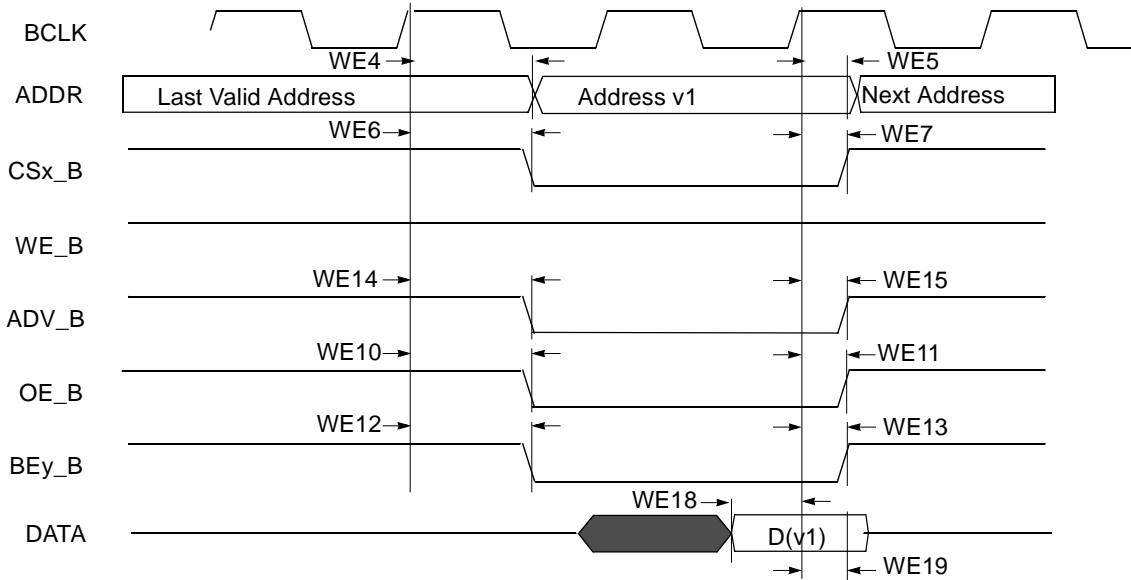 BCLK
WE4
WE5
ADDR
Last Valid Address
Address v1
Next Address
WE6
WE7
CSx_B
WE_B
WE14
WE15
ADV_B
WE10
WE11
OE_B
WE12
WE13
BEy_B
WE18
DATA
D(v1)
WE19